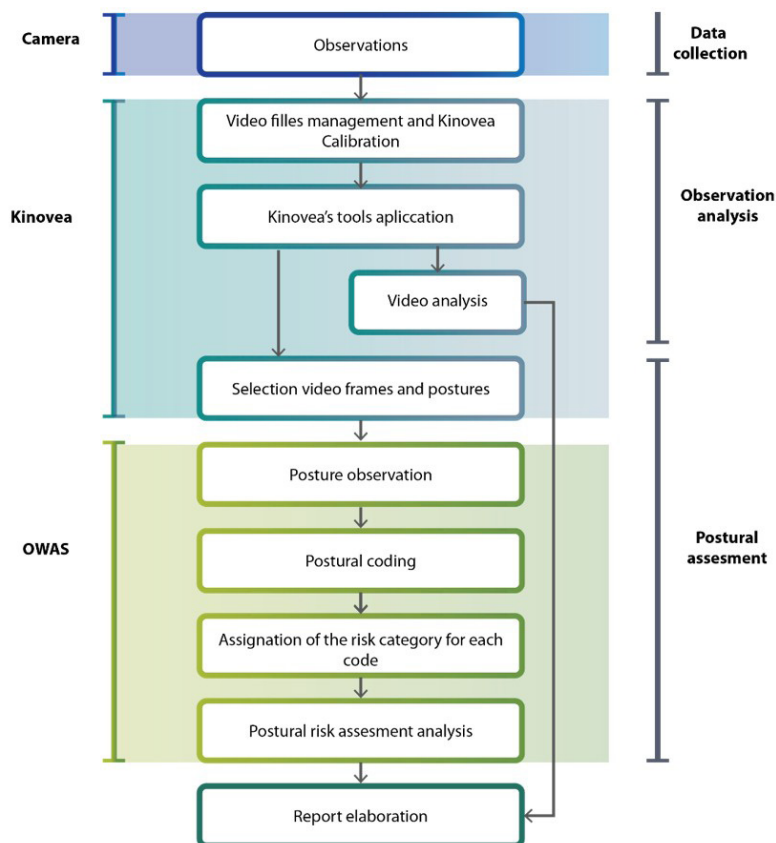 Camera
Observations
Data
collection
Video filles management and Kinovea
Calibration
Kinovea's tools apliccation
Kinovea
Observation
analysis
Video analysis
Selection video frames and postures
Posture observation
OWAS
Postural coding
Postural
assesment
Assignation of the risk category for each
code
Postural risk assesment analysis
Report elaboration